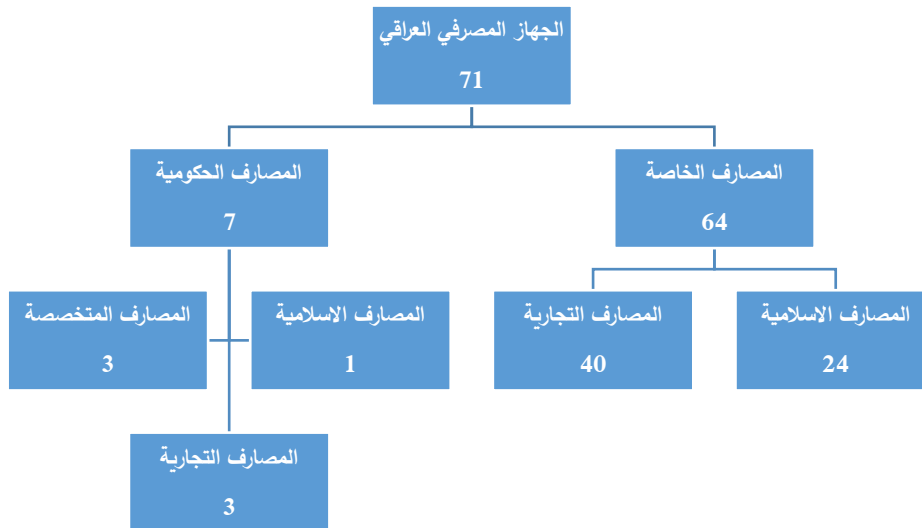 الجهاز المصرفي العراقي
71
المصارف الخاصة
64
المصارف الحكومية
7
المصارف الاسلامية
24
المصارف التجارية
40
المصارف الاسلامية
1
المصارف المتخصصة
3
المصارف التجارية
3